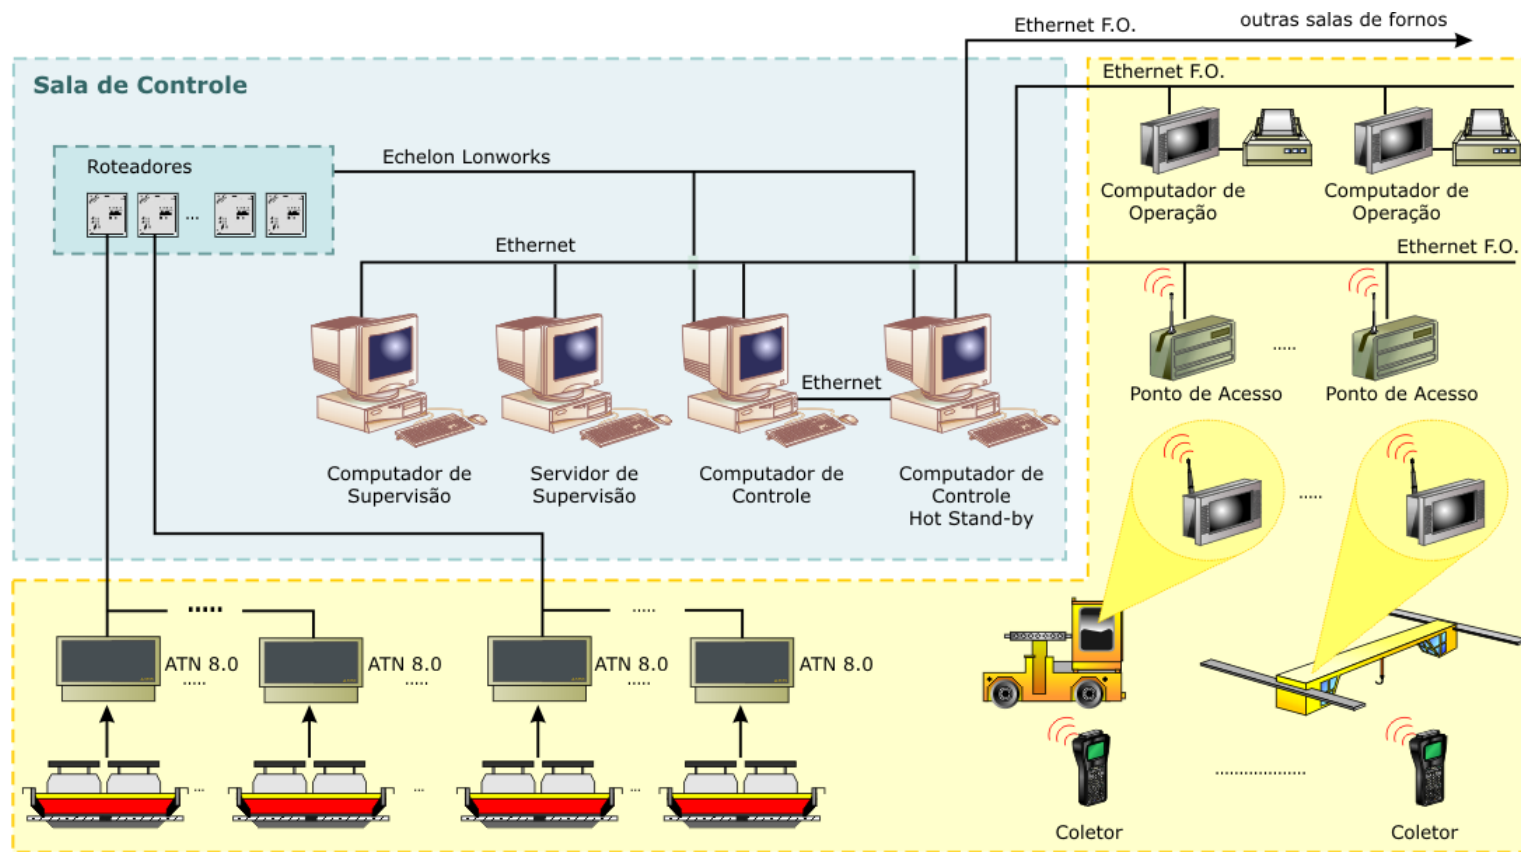 Ethernet F.O.
outras salas de fornos
Sala de Controle
Ethernet F.O.
Roteadores
Echelon Lonworks
...
Computador de
Operação
Computador de
Operação
Ethernet
Ethernet F.O.
Ethernet
.....
Ponto de Acesso
Ponto de Acesso
Computador de
Supervisão
Servidor de
Supervisão
Computador de
Controle
Computador de
Controle
Hot Stand-by
.....
.....
.....
ATN 8.0
.....
ATN 8.0
.....
ATN 8.0
.....
ATN 8.0
...
...
...
...................
Coletor
Coletor